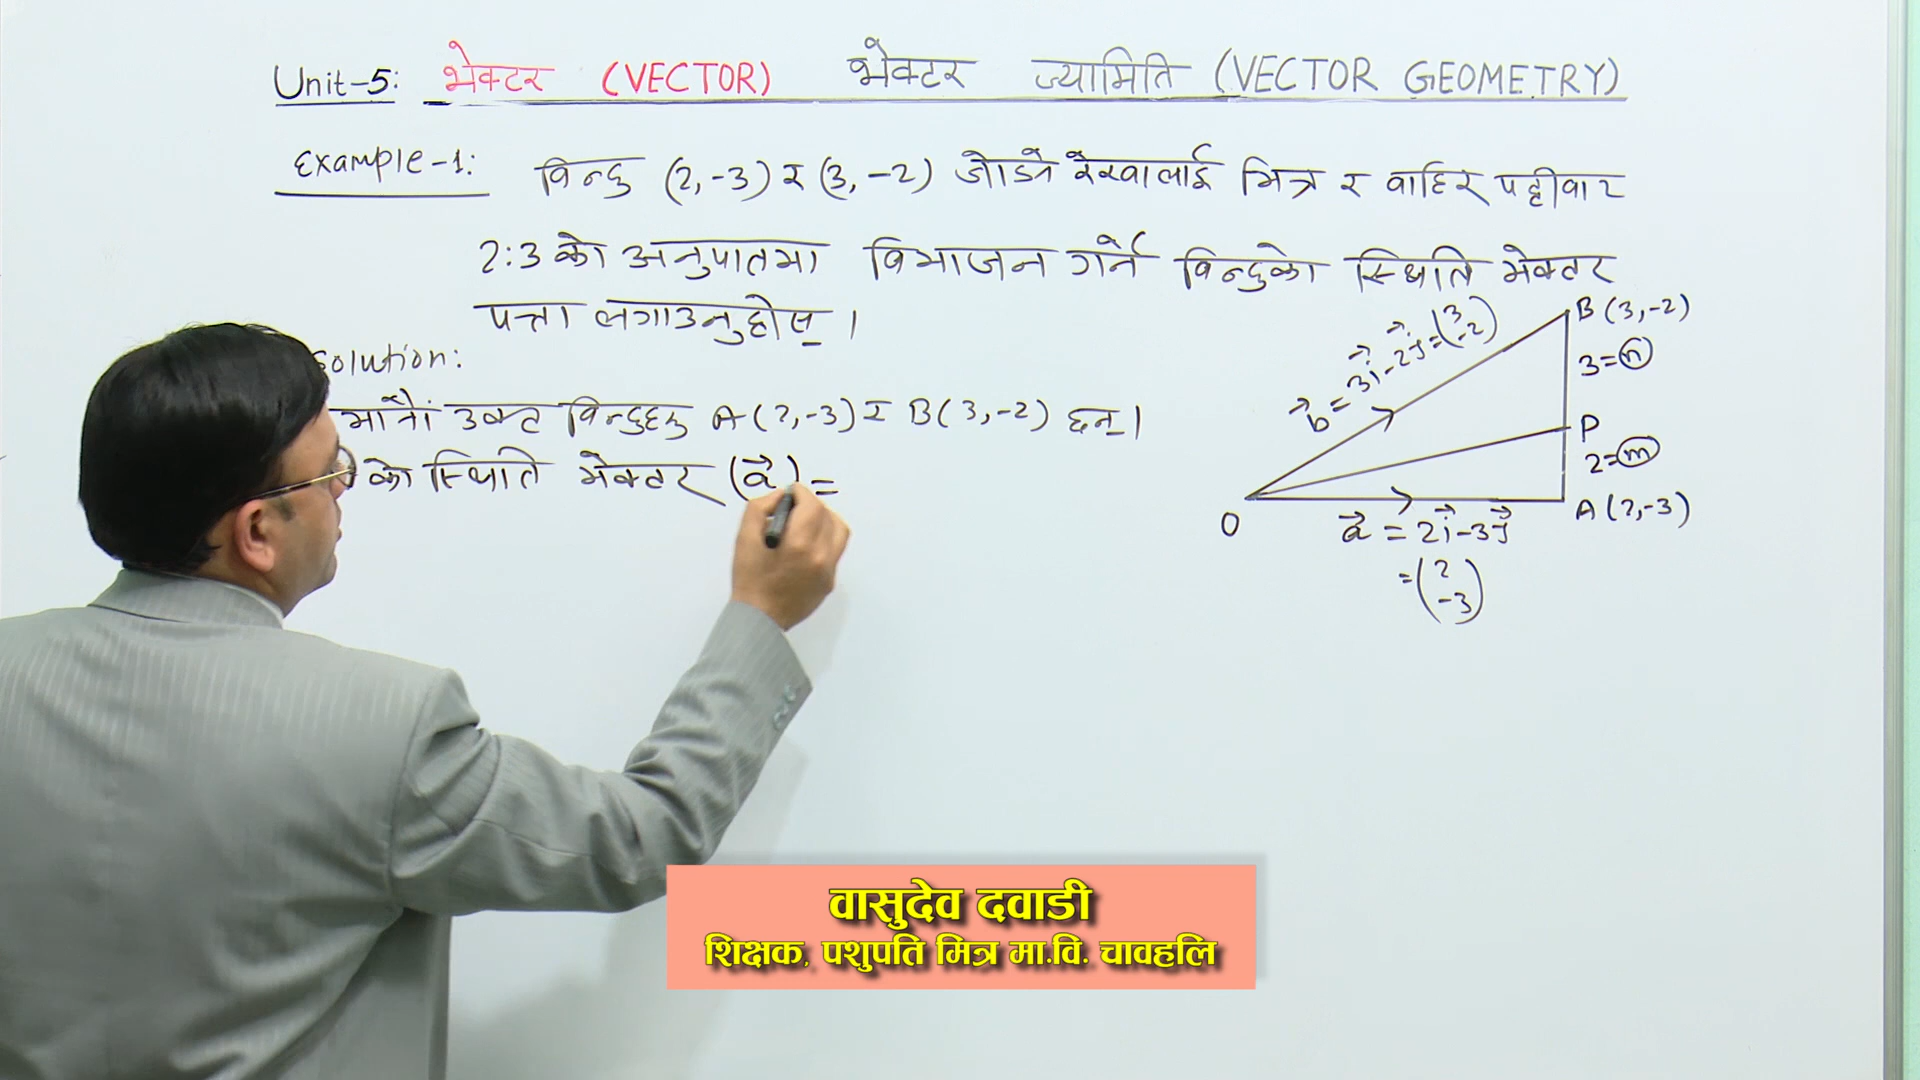 Unit-5: भेक्टर (VECTOR) भेक्टर ज्यामिति (VECTOR GEOMETRY)
Example-1: विन्दु (2,-3) र (3,-2) जोड्ने रेखालाई भित्र र वाहिर पट्टीवाट
2:3 को अनुपातमा विभाजन गर्ने विन्दुको स्थिति भेक्टर
पत्ता लगाउनुहोस् ।
Solution:
मानौं उक्त विन्दुहरु A(2,-3) र B(3,-2) छन् ।
को स्थिति भेक्टर (a⃗) =
B(3,-2)
b⃗ = 3i⃗-2j⃗ = (3 -2)
3=n
P
2=m
O
A(2,-3)
a⃗ = 2i⃗-3j⃗
=(2 -3)
वासुदेव दवाडी
शिक्षक, पशुपति मित्र मा.वि. चावहलि